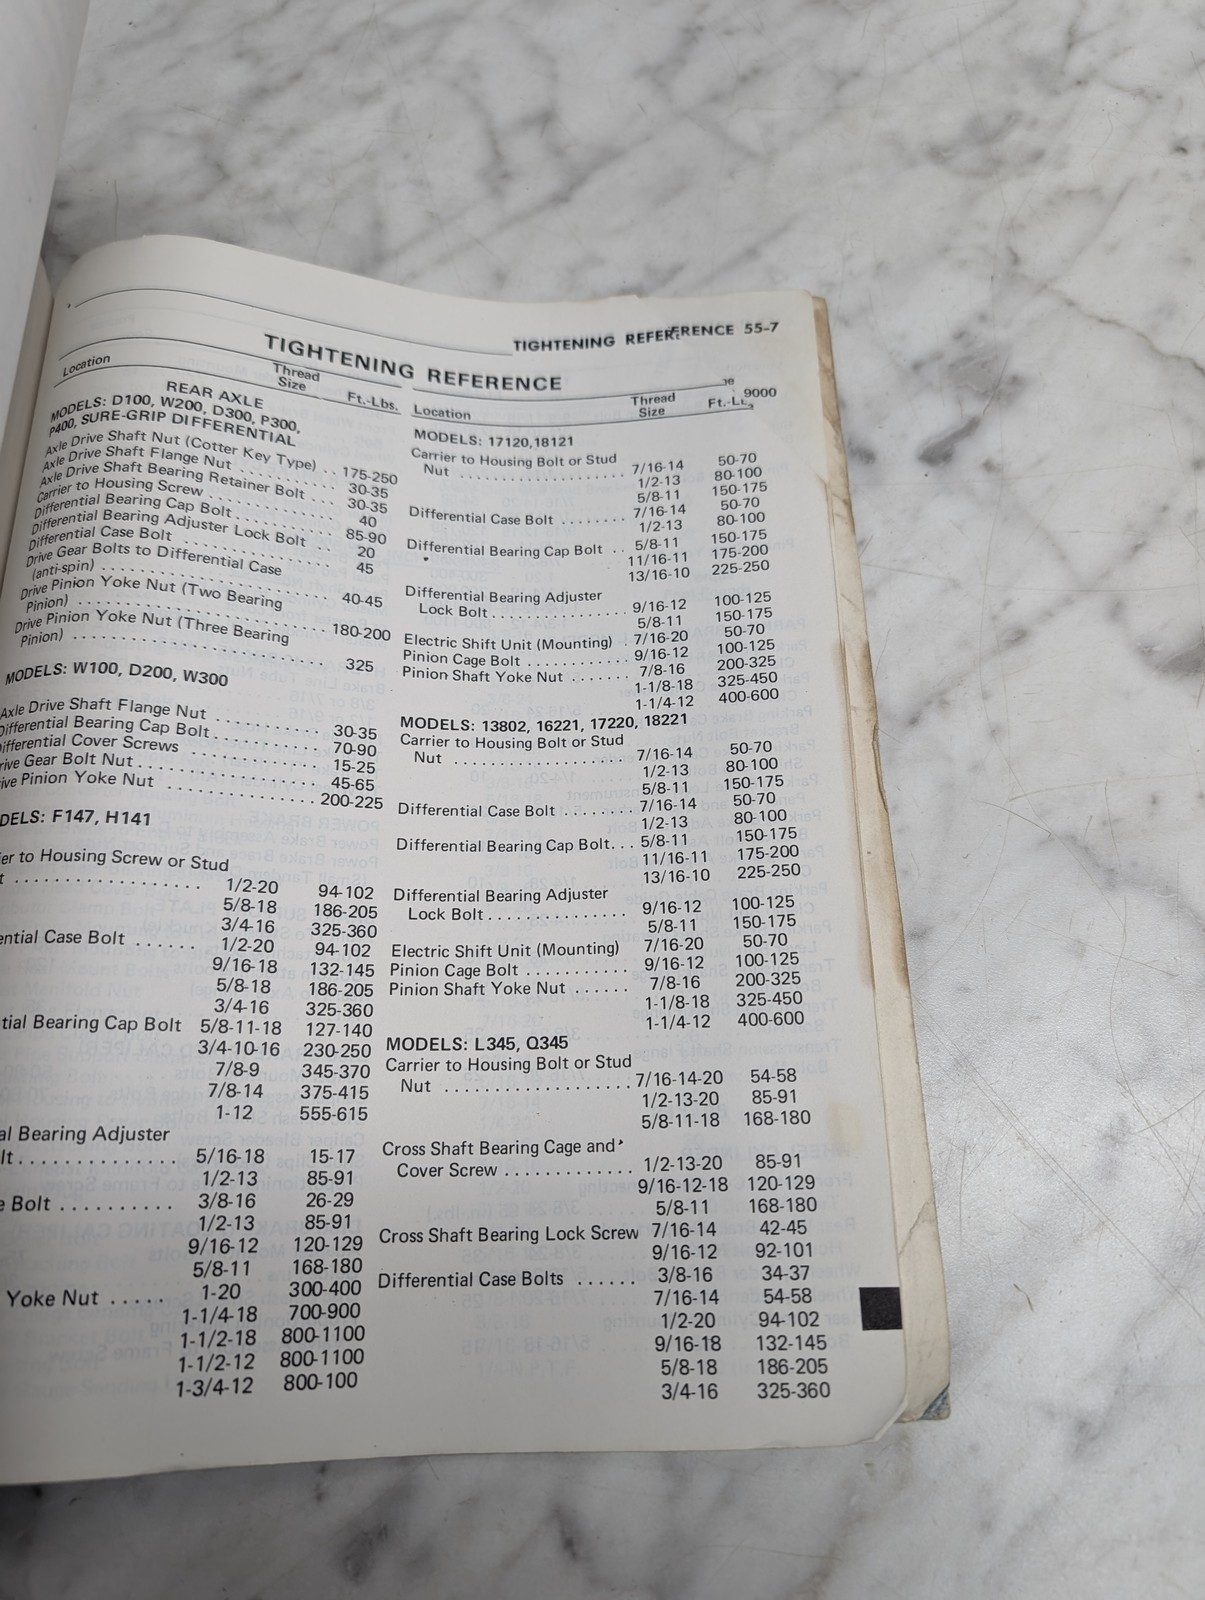 TIGHTENING REFERENCE 55-7
TIGHTENING REFERENCE
Location Thread Size Ft.-Lbs.
REAR AXLE
MODELS: D100, W200, D300, P300,
P400, SURE-GRIP DIFFERENTIAL
Axle Drive Shaft Nut (Cotter Key Type) . . 175-250
Axle Drive Shaft Flange Nut . . . . . . . . . . 30-35
Axle Drive Shaft Bearing Retainer Bolt . . . 30-35
Carrier to Housing Screw . . . . . . . . . . . . 40
Differential Bearing Cap Bolt . . . . . . . . . 85-90
Differential Bearing Adjuster Lock Bolt . . 20
Differential Case Bolt . . . . . . . . . . . . . . 45
Drive Gear Bolts to Differential Case
(anti-spin) . . . . . . . . . . . . . . . . . . . . . . 40-45
Drive Pinion Yoke Nut (Two Bearing
Pinion) . . . . . . . . . . . . . . . . . . . . . . . . 180-200
Drive Pinion Yoke Nut (Three Bearing
Pinion) . . . . . . . . . . . . . . . . . . . . . . . . 325
MODELS: W100, D200, W300
Axle Drive Shaft Flange Nut . . . . . . . . . . 30-35
Differential Bearing Cap Bolt . . . . . . . . . 70-90
ifferential Cover Screws . . . . . . . . . . . . 15-25
rive Gear Bolt Nut . . . . . . . . . . . . . . . . 45-65
ive Pinion Yoke Nut . . . . . . . . . . . . . . . 200-225
DELS: F147, H141
ier to Housing Screw or Stud
t . . . . . . . . . . . . . . . . . . 1/2-20 94-102
5/8-18 186-205
3/4-16 325-360
ential Case Bolt . . . . . . 1/2-20 94-102
9/16-18 132-145
5/8-18 186-205
3/4-16 325-360
tial Bearing Cap Bolt 5/8-11-18 127-140
3/4-10-16 230-250
7/8-9 345-370
7/8-14 375-415
1-12 555-615
al Bearing Adjuster
lt . . . . . . . . . . . . . . . 5/16-18 15-17
1/2-13 85-91
e Bolt . . . . . . . . . . 3/8-16 26-29
1/2-13 85-91
9/16-12 120-129
5/8-11 168-180
Yoke Nut . . . . . 1-20 300-400
1-1/4-18 700-900
1-1/2-18 800-1100
1-1/2-12 800-1100
1-3/4-12 800-100
9000
Location Thread Size Ft.-L
MODELS: 17120,18121
Carrier to Housing Bolt or Stud
Nut . . . . . . . . . . . . . . . . . . . . 7/16-14 50-70
1/2-13 80-100
5/8-11 150-175
Differential Case Bolt . . . . . . . . 7/16-14 50-70
1/2-13 80-100
Differential Bearing Cap Bolt . . 5/8-11 150-175
11/16-11 175-200
13/16-10 225-250
Differential Bearing Adjuster
Lock Bolt . . . . . . . . . . . . . . 9/16-12 100-125
5/8-11 150-175
Electric Shift Unit (Mounting) . 7/16-20 50-70
Pinion Cage Bolt . . . . . . . . . . . 9/16-12 100-125
Pinion Shaft Yoke Nut . . . . . . . 7/8-16 200-325
1-1/8-18 325-450
1-1/4-12 400-600
MODELS: 13802, 16221, 17220, 18221
Carrier to Housing Bolt or Stud
Nut . . . . . . . . . . . . . . . . . . . . 7/16-14 50-70
1/2-13 80-100
5/8-11 150-175
Differential Case Bolt . . . . . . . . 7/16-14 50-70
1/2-13 80-100
Differential Bearing Cap Bolt. . . 5/8-11 150-175
11/16-11 175-200
13/16-10 225-250
Differential Bearing Adjuster
Lock Bolt . . . . . . . . . . . . . . 9/16-12 100-125
5/8-11 150-175
Electric Shift Unit (Mounting) 7/16-20 50-70
Pinion Cage Bolt . . . . . . . . . . . 9/16-12 100-125
Pinion Shaft Yoke Nut . . . . . . 7/8-16 200-325
1-1/8-18 325-450
1-1/4-12 400-600
MODELS: L345, Q345
Carrier to Housing Bolt or Stud
Nut . . . . . . . . . . . . . . . . . . . 7/16-14-20 54-58
1/2-13-20 85-91
5/8-11-18 168-180
Cross Shaft Bearing Cage and
Cover Screw . . . . . . . . . . . . . 1/2-13-20 85-91
9/16-12-18 120-129
5/8-11 168-180
Cross Shaft Bearing Lock Screw 7/16-14 42-45
9/16-12 92-101
Differential Case Bolts . . . . . . 3/8-16 34-37
7/16-14 54-58
1/2-20 94-102
9/16-18 132-145
5/8-18 186-205
3/4-16 325-360